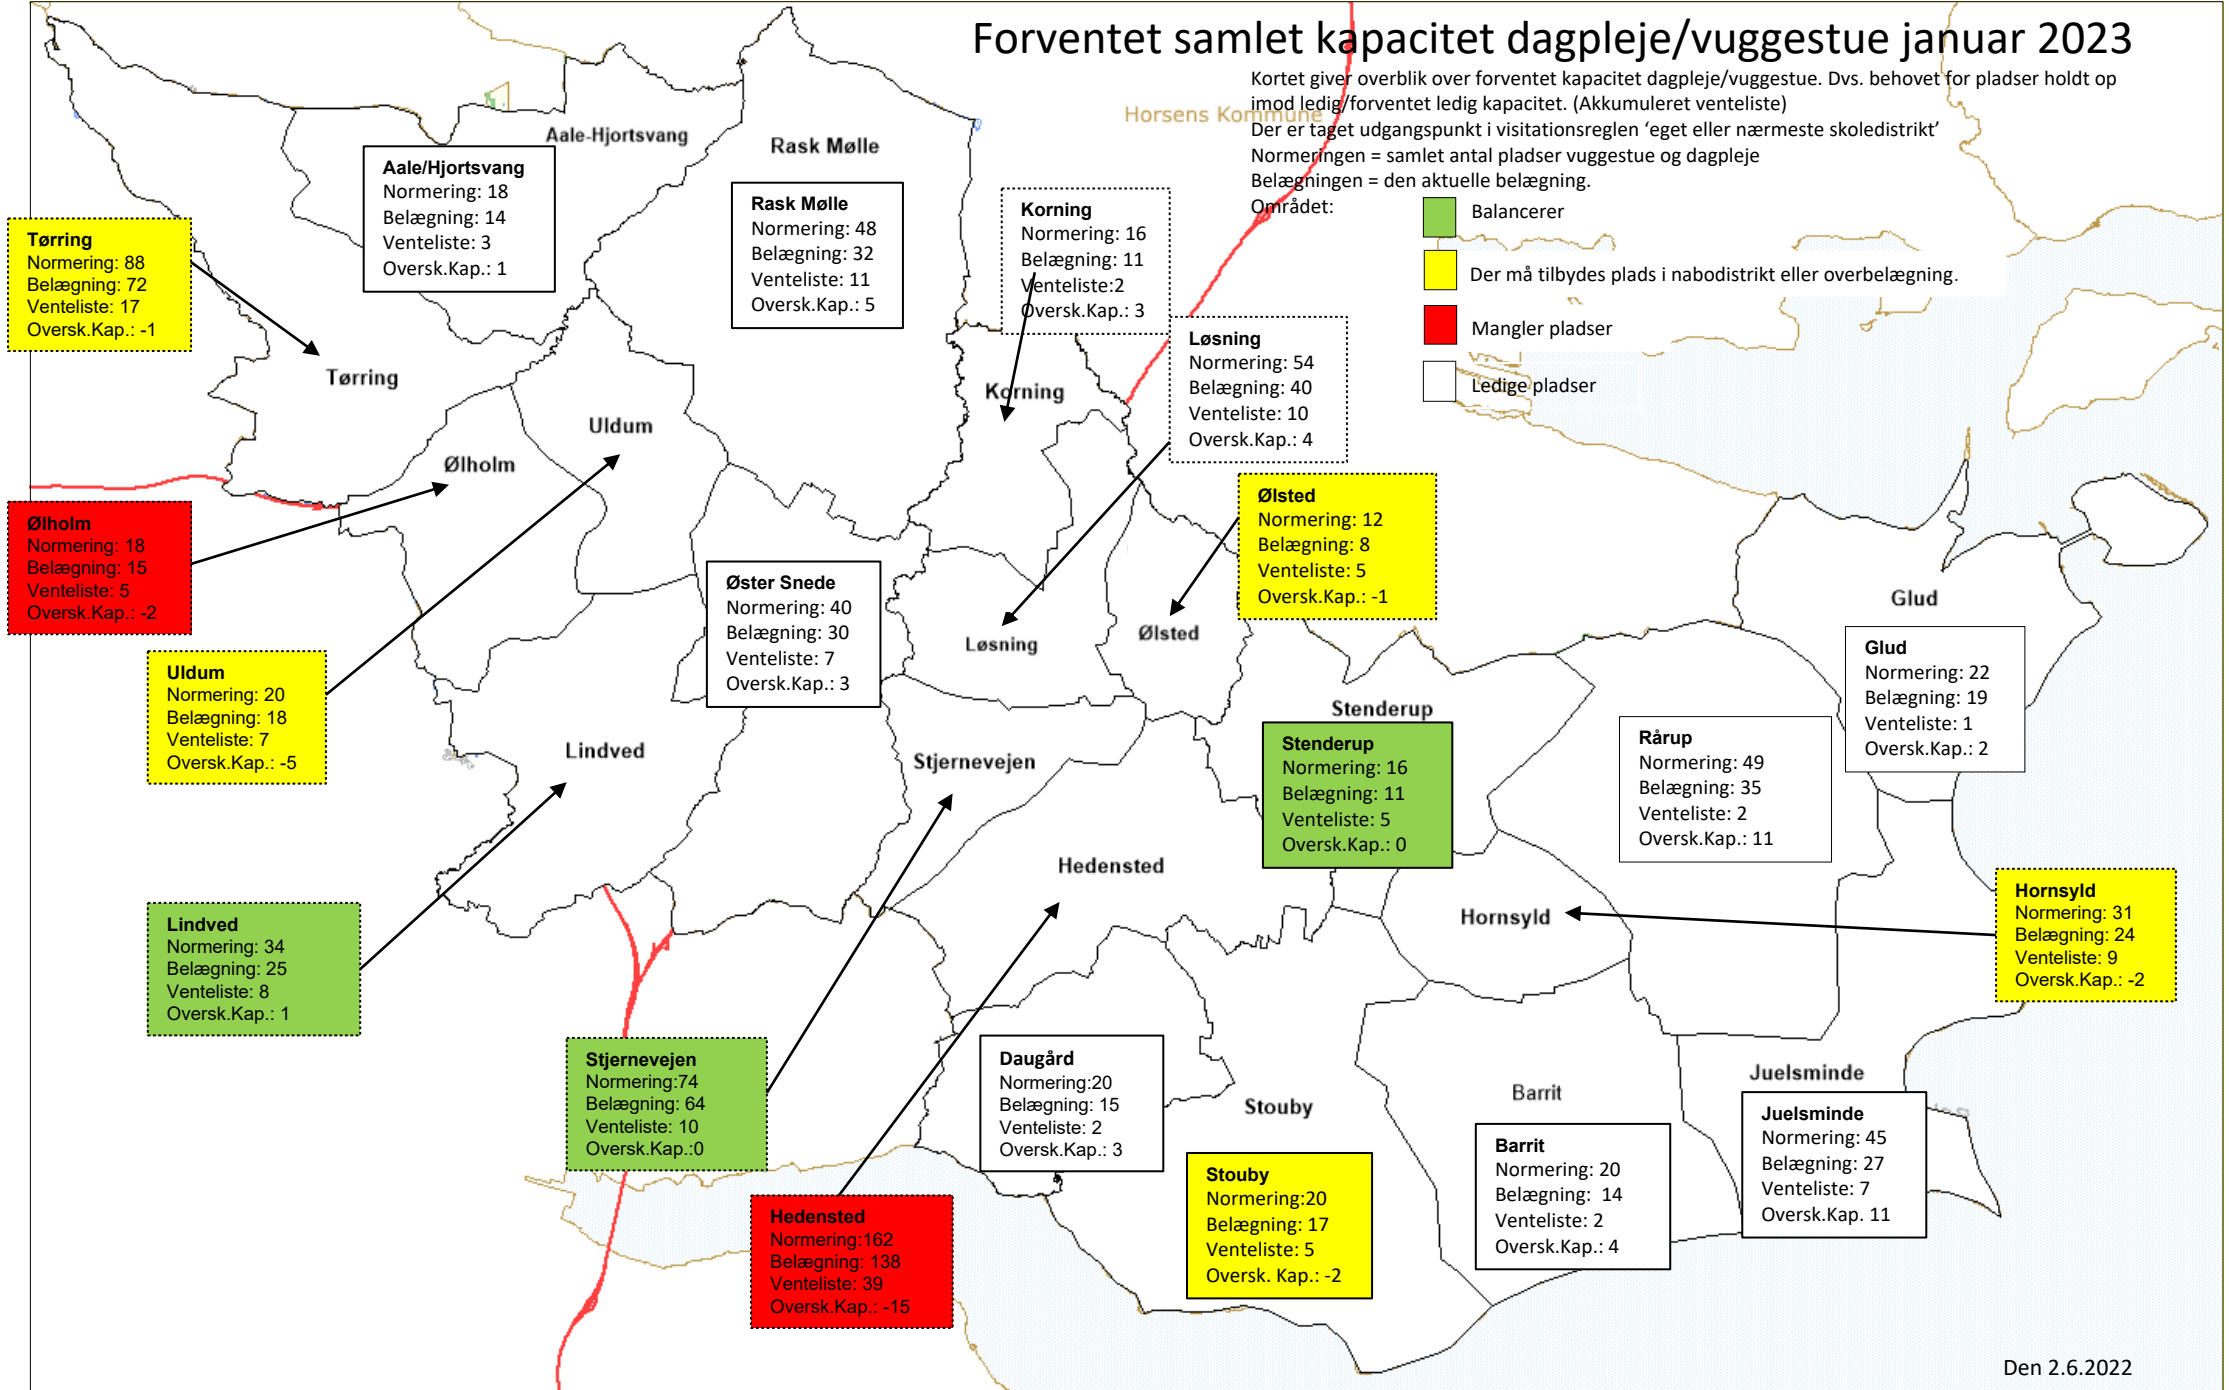 Forventet samlet kapacitet dagpleje/vuggestue januar 2023
Kortet giver overblik over forventet kapacitet dagpleje/vuggestue. Dvs. behovet for pladser holdt op
imod ledig/forventet ledig kapacitet. (Akkumuleret venteliste)
Der er taget udgangspunkt i visitationsreglen ‘eget eller nærmeste skoledistrikt’
Normeringen = samlet antal pladser vuggestue og dagpleje
Belægningen = den aktuelle belægning.
Området:
Balancerer
Der må tilbydes plads i nabodistrikt eller overbelægning.
Mangler pladser
Ledige pladser
Horsens Kommune
Aale-Hjortsvang
Aale/Hjortsvang
Normering: 18
Belægning: 14
Venteliste: 3
Oversk.Kap.: 1
Rask Mølle
Rask Mølle
Normering: 48
Belægning: 32
Venteliste: 11
Oversk.Kap.: 5
Korning
Normering: 16
Belægning: 11
Venteliste:2
Oversk.Kap.: 3
Korning
Tørring
Normering: 88
Belægning: 72
Venteliste: 17
Oversk.Kap.: -1
Tørring
Løsning
Normering: 54
Belægning: 40
Venteliste: 10
Oversk.Kap.: 4
Uldum
Ølholm
Ølholm
Normering: 18
Belægning: 15
Venteliste: 5
Oversk.Kap.: -2
Ølsted
Normering: 12
Belægning: 8
Venteliste: 5
Oversk.Kap.: -1
Øster Snede
Normering: 40
Belægning: 30
Venteliste: 7
Oversk.Kap.: 3
Løsning
Ølsted
Glud
Glud
Normering: 22
Belægning: 19
Venteliste: 1
Oversk.Kap.: 2
Uldum
Normering: 20
Belægning: 18
Venteliste: 7
Oversk.Kap.: -5
Lindved
Stjernevejen
Stenderup
Stenderup
Normering: 16
Belægning: 11
Venteliste: 5
Oversk.Kap.: 0
Rårup
Normering: 49
Belægning: 35
Venteliste: 2
Oversk.Kap.: 11
Hedensted
Hornsyld
Hornsyld
Normering: 31
Belægning: 24
Venteliste: 9
Oversk.Kap.: -2
Lindved
Normering: 34
Belægning: 25
Venteliste: 8
Oversk.Kap.: 1
Stjernevejen
Normering:74
Belægning: 64
Venteliste: 10
Oversk.Kap.:0
Daugård
Normering:20
Belægning: 15
Venteliste: 2
Oversk.Kap.: 3
Stouby
Barrit
Juelsminde
Juelsminde
Normering: 45
Belægning: 27
Venteliste: 7
Oversk.Kap. 11
Barrit
Normering: 20
Belægning: 14
Venteliste: 2
Oversk.Kap.: 4
Stouby
Normering:20
Belægning: 17
Venteliste: 5
Oversk. Kap.: -2
Hedensted
Normering:162
Belægning: 138
Venteliste: 39
Oversk.Kap.: -15
Den 2.6.2022